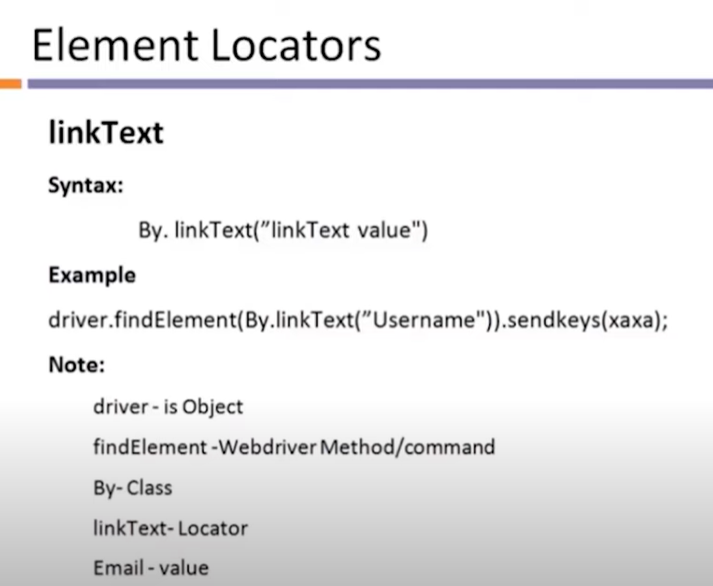 Element Locators
linkText
Syntax:
By. linkText(”linkText value")
Example
driver.findElement(By.linkText(”Username")).sendkeys(xaxa);
Note:
driver - is Object
findElement -Webdriver Method/command
By- Class
linkText- Locator
Email - value